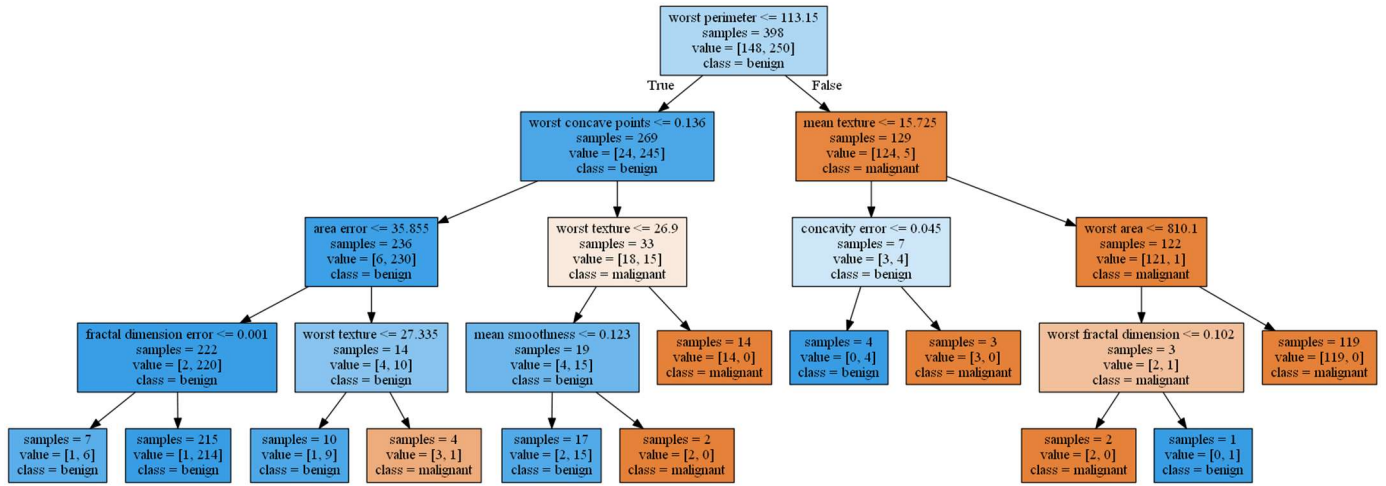 worst perimeter <= 113.15
samples = 398
value = [148, 250]
class = benign
True
False
worst concave points <= 0.136
samples = 269
value = [24, 245]
class = benign
mean texture <= 15.725
samples = 129
value = [124, 5]
class = malignant
area error <= 35.855
samples = 236
value = [6, 230]
class = benign
worst texture <= 26.9
samples = 33
value = [18, 15]
class = malignant
concavity error <= 0.045
samples = 7
value = [3, 4]
class = benign
worst area <= 810.1
samples = 122
value = [121, 1]
class = malignant
fractal dimension error <= 0.001
samples = 222
value = [2, 220]
class = benign
worst texture <= 27.335
samples = 14
value = [4, 10]
class = benign
mean smoothness <= 0.123
samples = 19
value = [4, 15]
class = benign
samples = 14
value = [14, 0]
class = malignant
samples = 4
value = [0, 4]
class = benign
samples = 3
value = [3, 0]
class = malignant
worst fractal dimension <= 0.102
samples = 3
value = [2, 1]
class = malignant
samples = 119
value = [119, 0]
class = malignant
samples = 7
value = [1, 6]
class = benign
samples = 215
value = [1, 214]
class = benign
samples = 10
value = [1, 9]
class = benign
samples = 4
value = [3, 1]
class = malignant
samples = 17
value = [2, 15]
class = benign
samples = 2
value = [2, 0]
class = malignant
samples = 2
value = [2, 0]
class = malignant
samples = 1
value = [0, 1]
class = benign